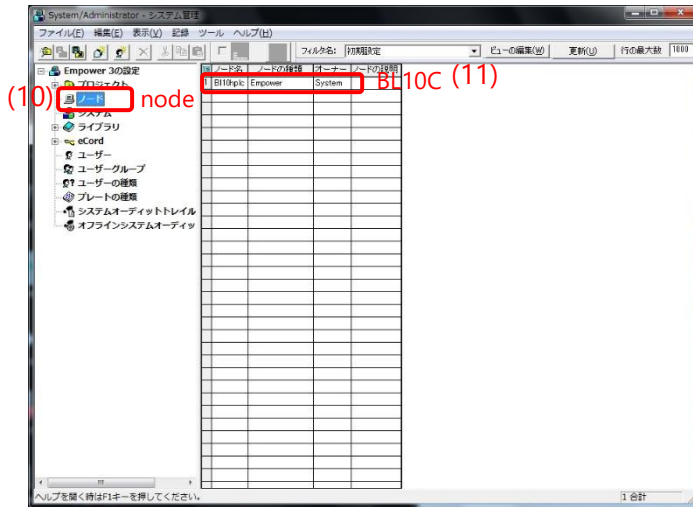 System/Administrator - システム管理
ファイル(F) 編集(E) 表示(V) 記録 ツール ヘルプ(H)
フィルタ名: 初期設定 ビューの編集(W) 更新(U) 行の最大数 1000
Empower 3の設定
プロジェクト
(10) ノード node
システム
ライブラリ
eCord
ユーザー
ユーザーグループ
ユーザーの種類
プレートの種類
システムオーディットトレイル
オフラインシステムオーディッ
ノード名 ノードの種類 オーナー ノードの説明
1 Bl10hplc Empower System BL10C (11)
ヘルプを開く時はF1キーを押してください。 1 合計